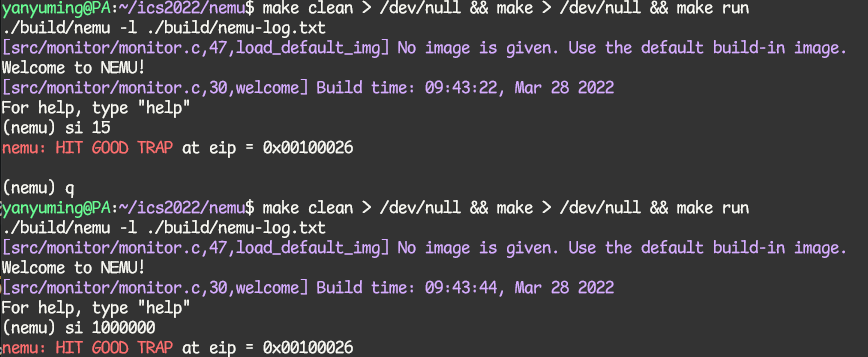 yanyuming@PA:~/ics2022/nemu$ make clean > /dev/null && make > /dev/null && make run
./build/nemu -l ./build/nemu-log.txt
[src/monitor/monitor.c,47,load_default_img] No image is given. Use the default build-in image.
Welcome to NEMU!
[src/monitor/monitor.c,30,welcome] Build time: 09:43:22, Mar 28 2022
For help, type "help"
(nemu) si 15
nemu: HIT GOOD TRAP at eip = 0x00100026
(nemu) q
yanyuming@PA:~/ics2022/nemu$ make clean > /dev/null && make > /dev/null && make run
./build/nemu -l ./build/nemu-log.txt
[src/monitor/monitor.c,47,load_default_img] No image is given. Use the default build-in image.
Welcome to NEMU!
[src/monitor/monitor.c,30,welcome] Build time: 09:43:44, Mar 28 2022
For help, type "help"
(nemu) si 1000000
nemu: HIT GOOD TRAP at eip = 0x00100026